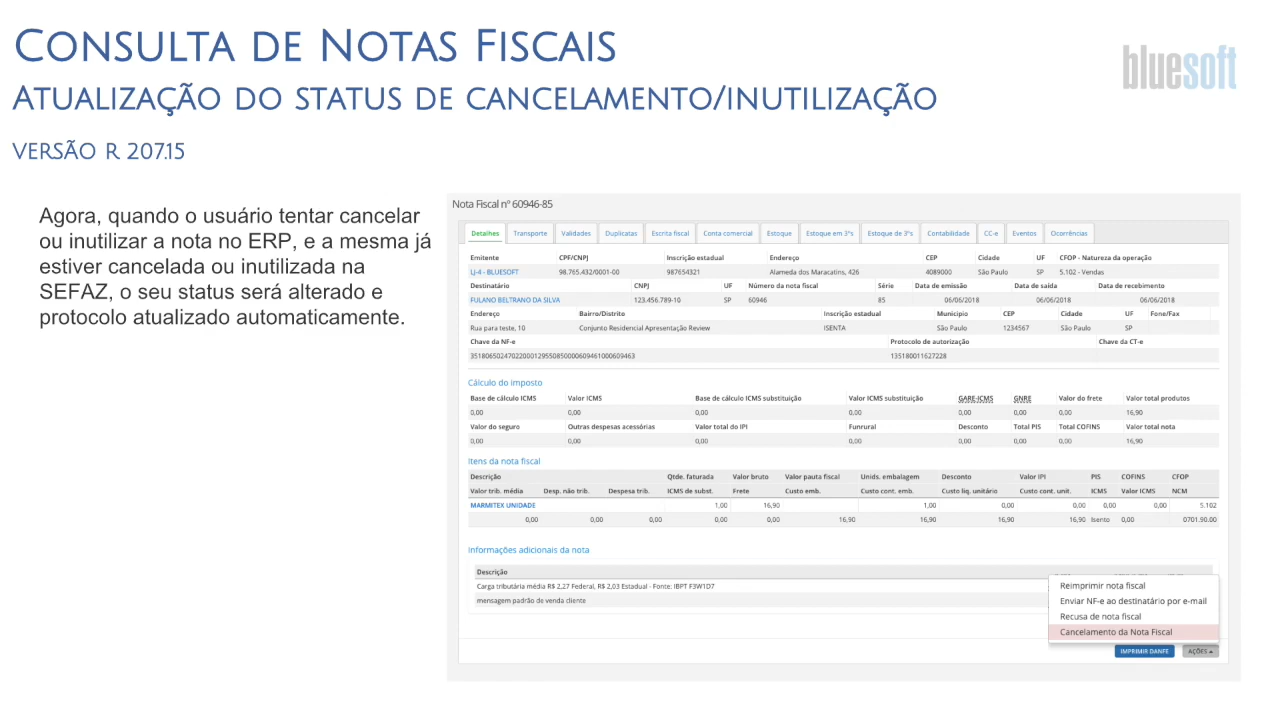 CONSULTA DE NOTAS FISCAIS
bluesoft
ATUALIZAÇÃO DO STATUS DE CANCELAMENTO/INUTILIZAÇÃO
VERSÃO R 207.15
Agora, quando o usuário tentar cancelar
ou inutilizar a nota no ERP, e a mesma já
estiver cancelada ou inutilizada na
SEFAZ, o seu status será alterado e
protocolo atualizado automaticamente.
Nota Fiscal nº 60946-85
Detalhes Transporte Validades Duplicatas Escrita fiscal Conta comercial Estoque Estoque em 3ºs Estoque de 3ºs Contabilidade CC-e Eventos Ocorrências
Emitente CPF/CNPJ Inscrição estadual Endereço CEP Cidade UF CFOP - Natureza da operação
LJ-4 - BLUESOFT 98.765.432/0001-00 987654321 Alameda dos Maracatins, 426 4089000 São Paulo SP 5.102 - Vendas
Destinatário CNPJ UF Número da nota fiscal Série Data de emissão Data de saída Data de recebimento
FULANO BELTRANO DA SILVA 123.456.789-10 SP 60946 85 06/06/2018 06/06/2018 06/06/2018
Endereço Bairro/Distrito Inscrição estadual Município CEP Cidade UF Fone/Fax
Rua para teste, 10 Conjunto Residencial Apresentação Review ISENTA São Paulo 1234567 São Paulo SP
Chave da NF-e Protocolo de autorização Chave da CT-e
35180650247022000129550850000609461000609463 135180011627228
Cálculo do imposto
Base de cálculo ICMS Valor ICMS Base de cálculo ICMS substituição Valor ICMS substituição GARE-ICMS GNRE Valor do frete Valor total produtos
0,00 0,00 0,00 0,00 0,00 0,00 0,00 16,90
Valor do seguro Outras despesas acessórias Valor total do IPI Funrural Desconto Total PIS Total COFINS Valor total nota
0,00 0,00 0,00 0,00 0,00 0,00 0,00 16,90
Itens da nota fiscal
Descrição Qtde. faturada Valor bruto Valor pauta fiscal Unids. embalagem Desconto Valor IPI PIS COFINS CFOP
Valor trib. média Desp. não trib. Despesa trib. ICMS de subst. Frete Custo emb. Custo cont. emb. Custo liq. unitário Custo cont. unit. ICMS Valor ICMS NCM
MARMITEX UNIDADE 1,00 16,90 1,00 0,00 0,00 0,00 0,00 5.102
0,00 0,00 0,00 0,00 0,00 16,90 16,90 16,90 16,90 Isento 0,00 0701.90.00
Informações adicionais da nota
Descrição
Carga tributária média R$ 2,27 Federal, R$ 2,03 Estadual - Fonte: IBPT F3W1D7
mensagem padrão de venda cliente
Reimprimir nota fiscal
Enviar NF-e ao destinatário por e-mail
Recusa de nota fiscal
Cancelamento da Nota Fiscal
IMPRIMIR DANFE AÇÕES